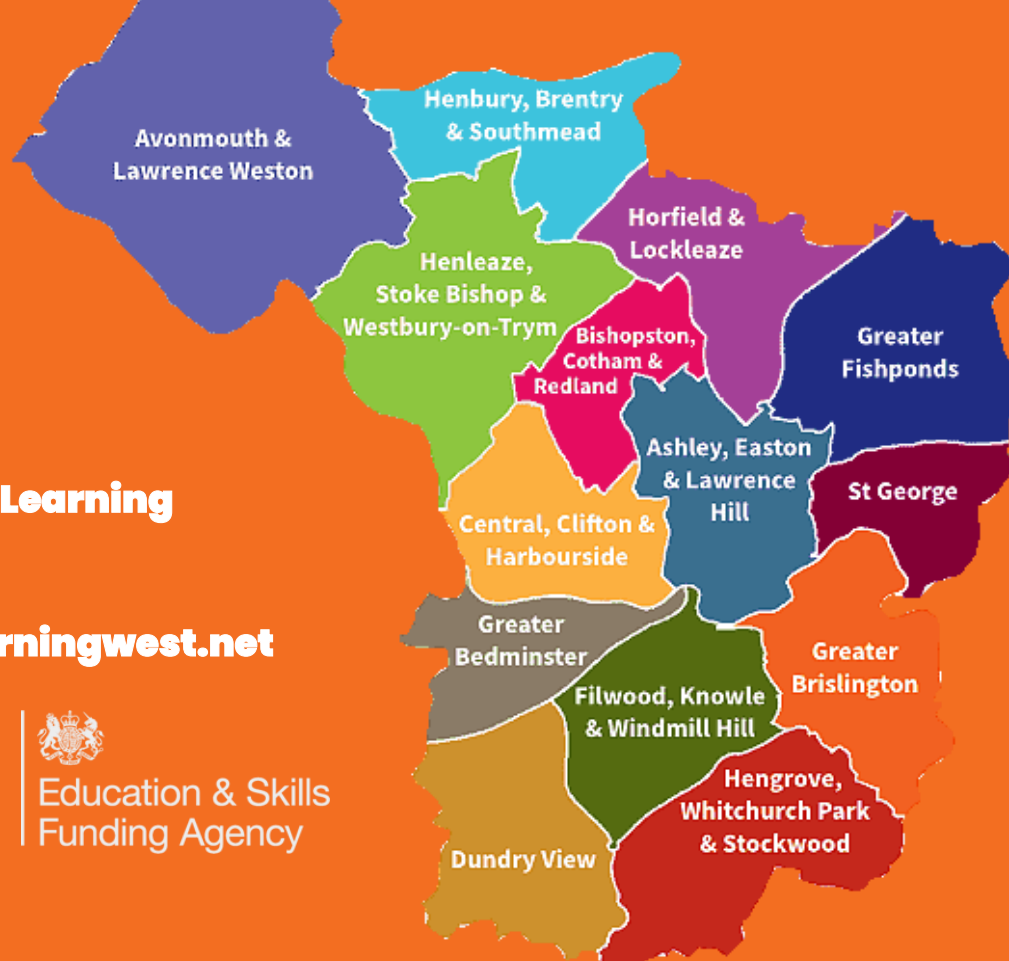 Henbury, Brentry
& Southmead
Avonmouth &
Lawrence Weston
Horfield &
Lockleaze
Henleaze,
Stoke Bishop &
Westbury-on-Trym
Bishopston,
Cotham &
Redland
Greater
Fishponds
Ashley, Easton
& Lawrence
Hill
St George
Learning
Central, Clifton &
Harbourside
Greater
Bedminster
rningwest.net
Greater
Brislington
Filwood, Knowle
& Windmill Hill
Hengrove,
Whitchurch Park
& Stockwood
Education & Skills
Funding Agency
Dundry View